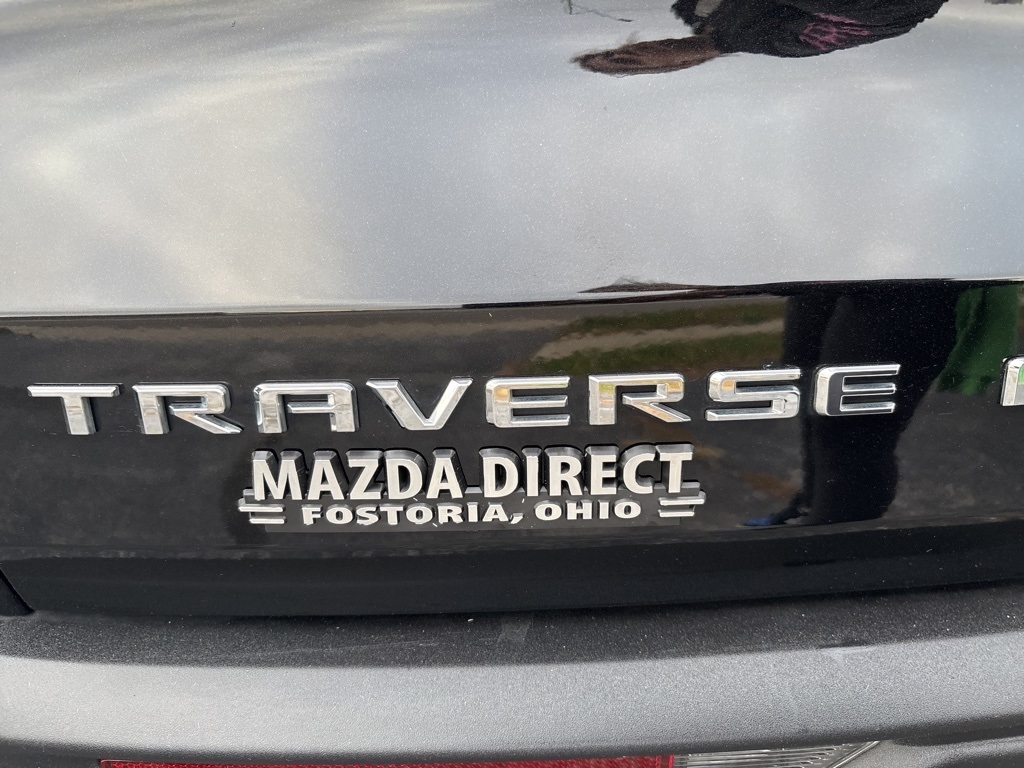 TRAVERSE
MAZDA DIRECT
FOSTORIA, OHIO